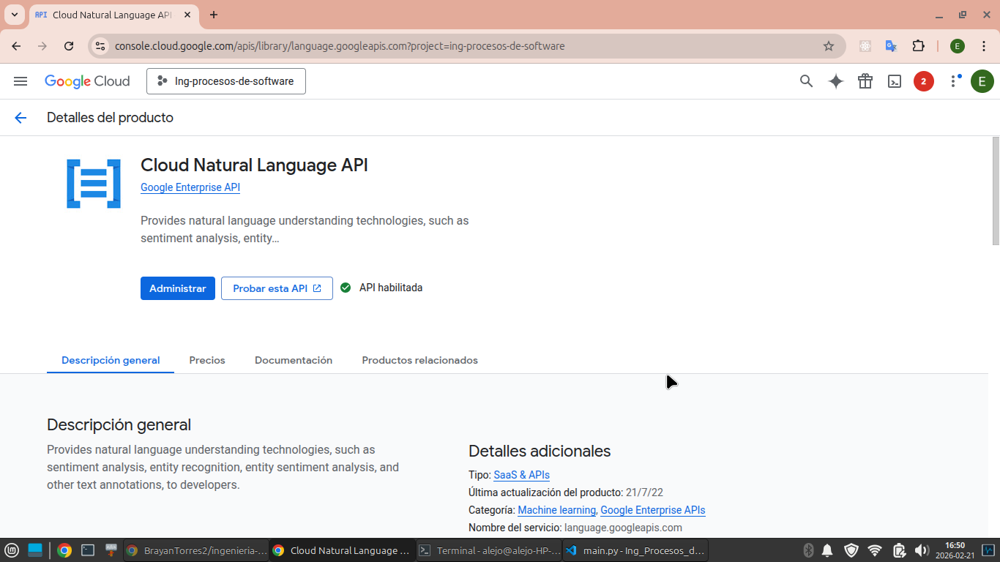 API Cloud Natural Language API
console.cloud.google.com/apis/library/language.googleapis.com?project=ing-procesos-de-software
E
Google Cloud
Ing-procesos-de-software
2
E
Detalles del producto
Cloud Natural Language API
Google Enterprise API
Provides natural language understanding technologies, such as
sentiment analysis, entity...
Administrar
Probar esta API
API habilitada
Descripción general
Precios
Documentación
Productos relacionados
Descripción general
Provides natural language understanding technologies, such as
sentiment analysis, entity recognition, entity sentiment analysis, and
other text annotations, to developers.
Detalles adicionales
Tipo: SaaS & APIs
Última actualización del producto: 21/7/22
Categoría: Machine learning, Google Enterprise APIs
Nombre del servicio: language.googleapis.com
BrayanTorres2/ingenieria-...
Cloud Natural Language ...
Terminal - alejo@alejo-HP-...
main.py - Ing_Procesos_d...
16:50
2026-02-21